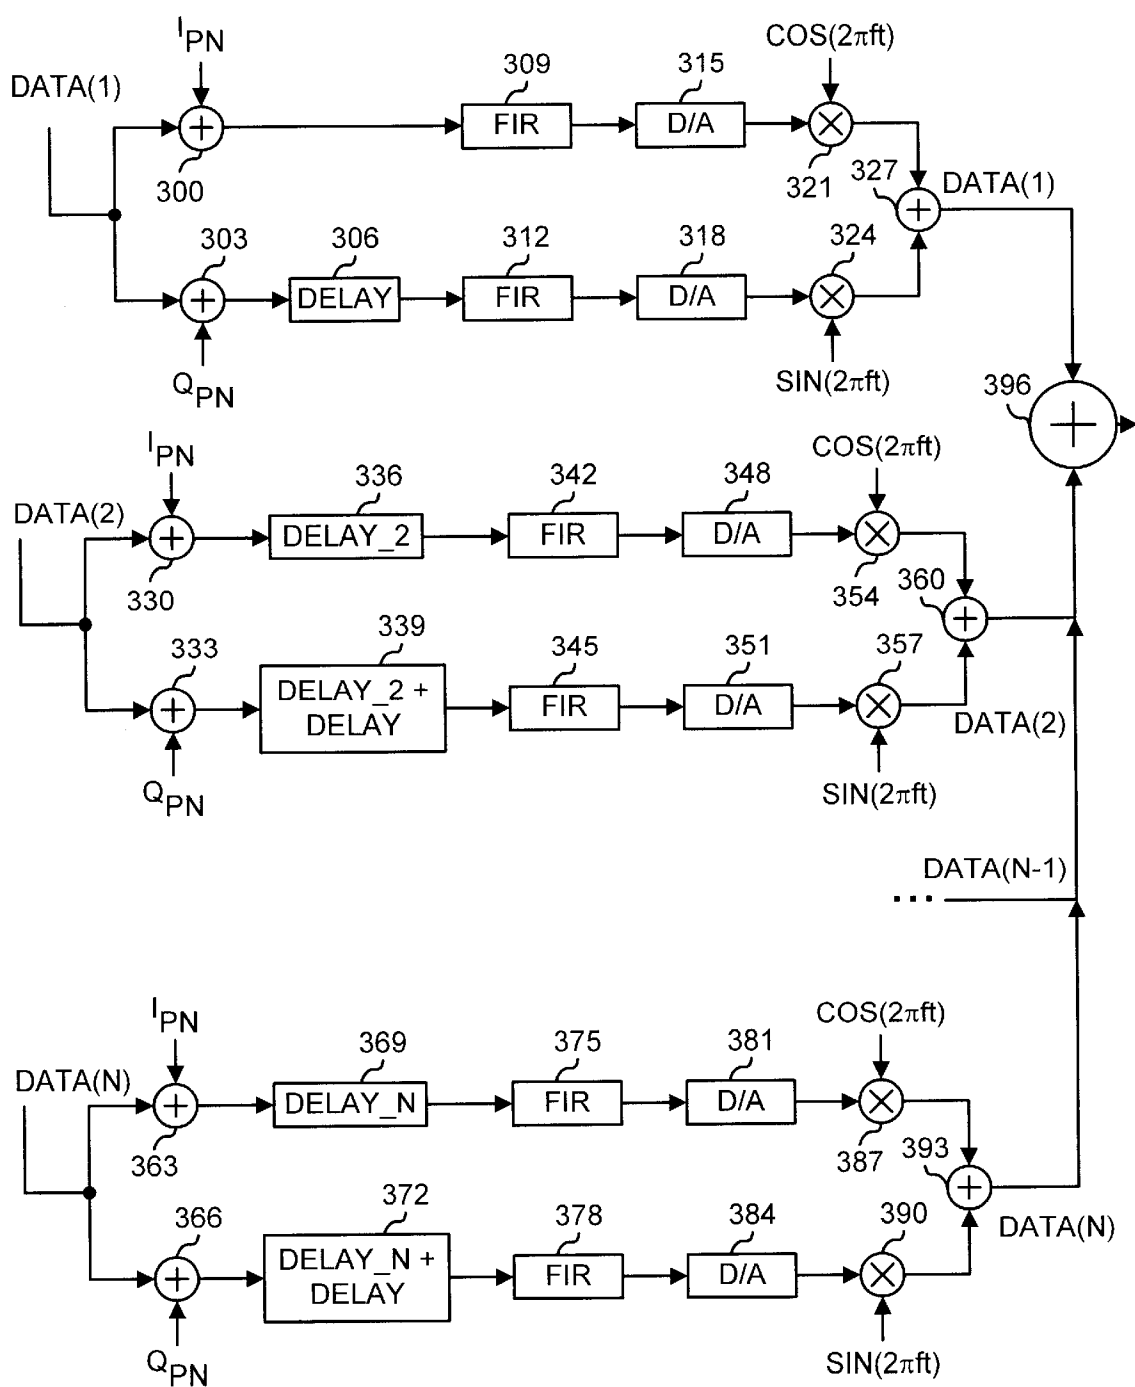 I_PN
COS(2πft)
DATA(1)
309
315
FIR
D/A
300
321
327
DATA(1)
303
306
312
318
324
DELAY
FIR
D/A
Q_PN
SIN(2πft)
396
I_PN
COS(2πft)
DATA(2)
336
342
348
DELAY_2
FIR
D/A
330
354
360
333
339
345
351
357
DELAY_2 +
DELAY
FIR
D/A
DATA(2)
Q_PN
SIN(2πft)
DATA(N-1)
...
I_PN
COS(2πft)
DATA(N)
369
375
381
DELAY_N
FIR
D/A
363
387
393
366
372
378
384
390
DATA(N)
DELAY_N +
DELAY
FIR
D/A
Q_PN
SIN(2πft)